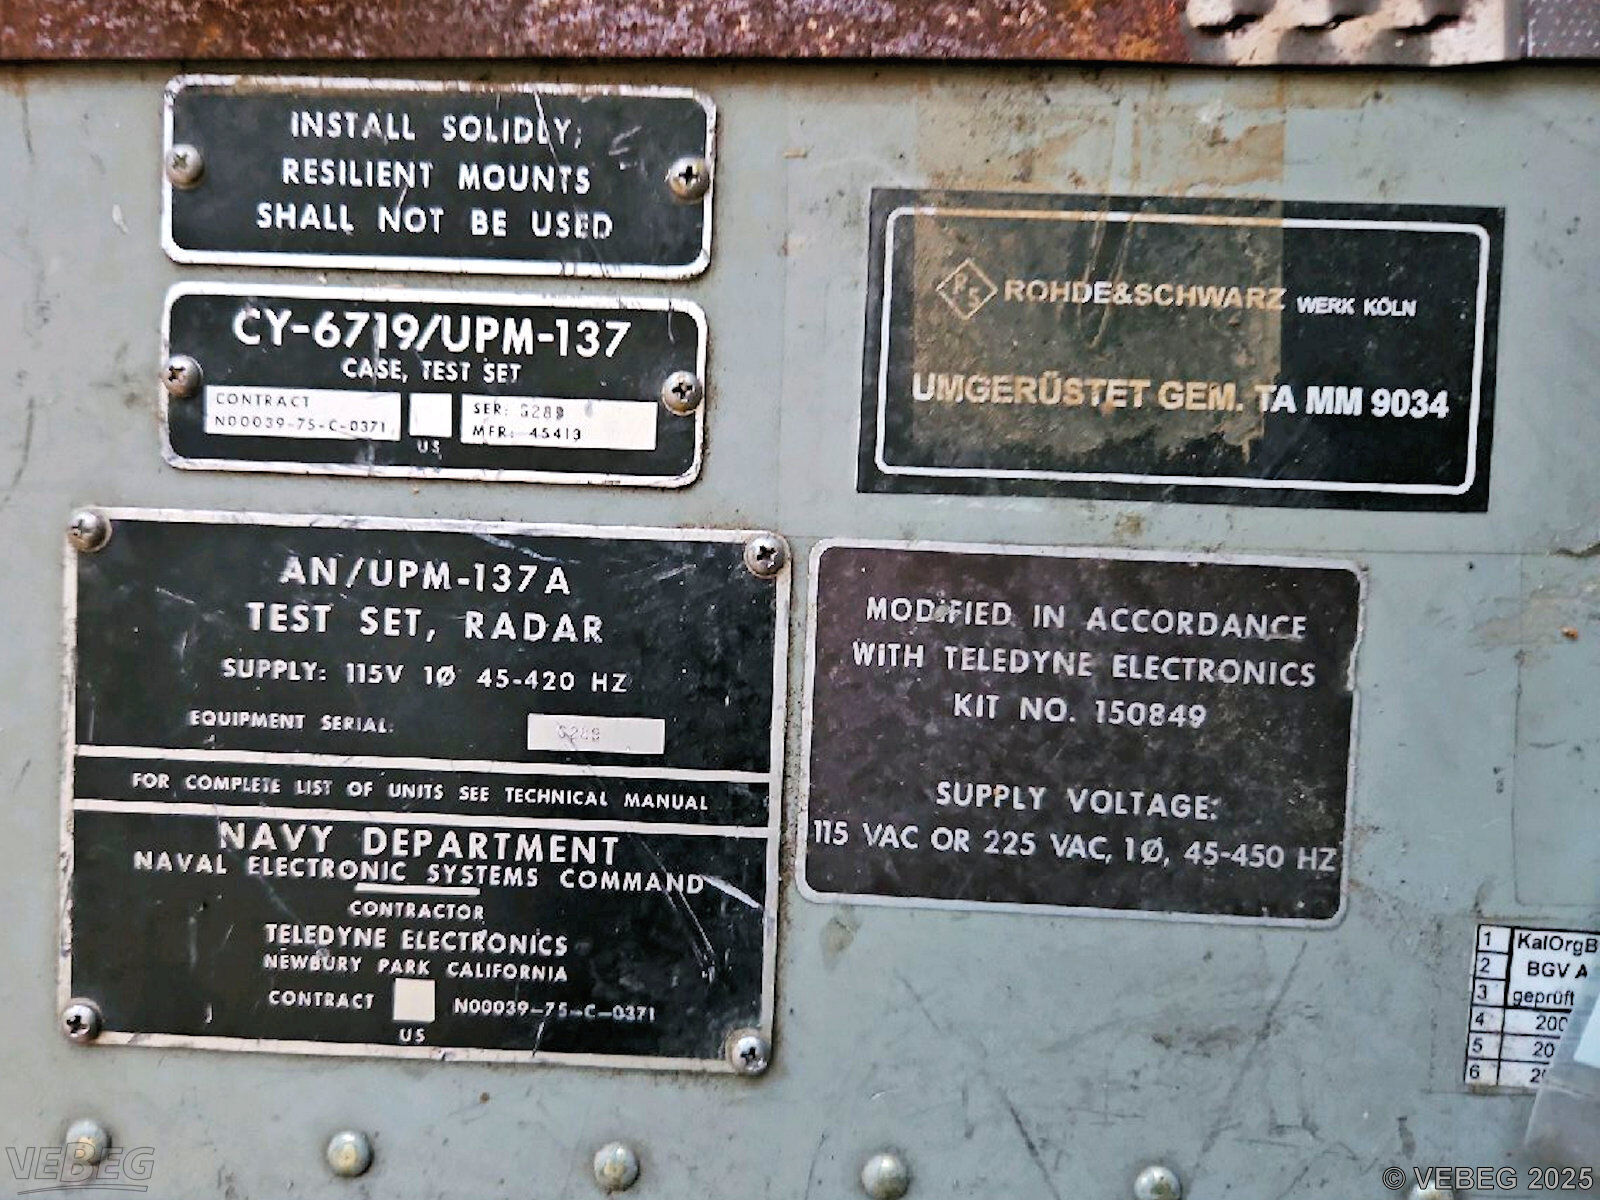 INSTALL SOLIDLY;
RESILIENT MOUNTS
SHALL NOT BE USED
CY-6719/UPM-137
CASE, TEST SET
CONTRACT
N00039-75-C-0371
US
SER: G289
MFR: 45413
ROHDE&SCHWARZ WERK KÖLN
UMGERÜSTET GEM. TA MM 9034
AN/UPM-137A
TEST SET, RADAR
SUPPLY: 115V 1Ø 45-420 HZ
EQUIPMENT SERIAL:
FOR COMPLETE LIST OF UNITS SEE TECHNICAL MANUAL
NAVY DEPARTMENT
NAVAL ELECTRONIC SYSTEMS COMMAND
CONTRACTOR
TELEDYNE ELECTRONICS
NEWBURY PARK CALIFORNIA
CONTRACT N00039-75-C-0371
US
MODIFIED IN ACCORDANCE
WITH TELEDYNE ELECTRONICS
KIT NO. 150849
SUPPLY VOLTAGE:
115 VAC OR 225 VAC, 1Ø, 45-450 HZ
1 KalOrgB
2 BGV A
3 geprüft
4 200
5 20
6
VEBEG
© VEBEG 2025